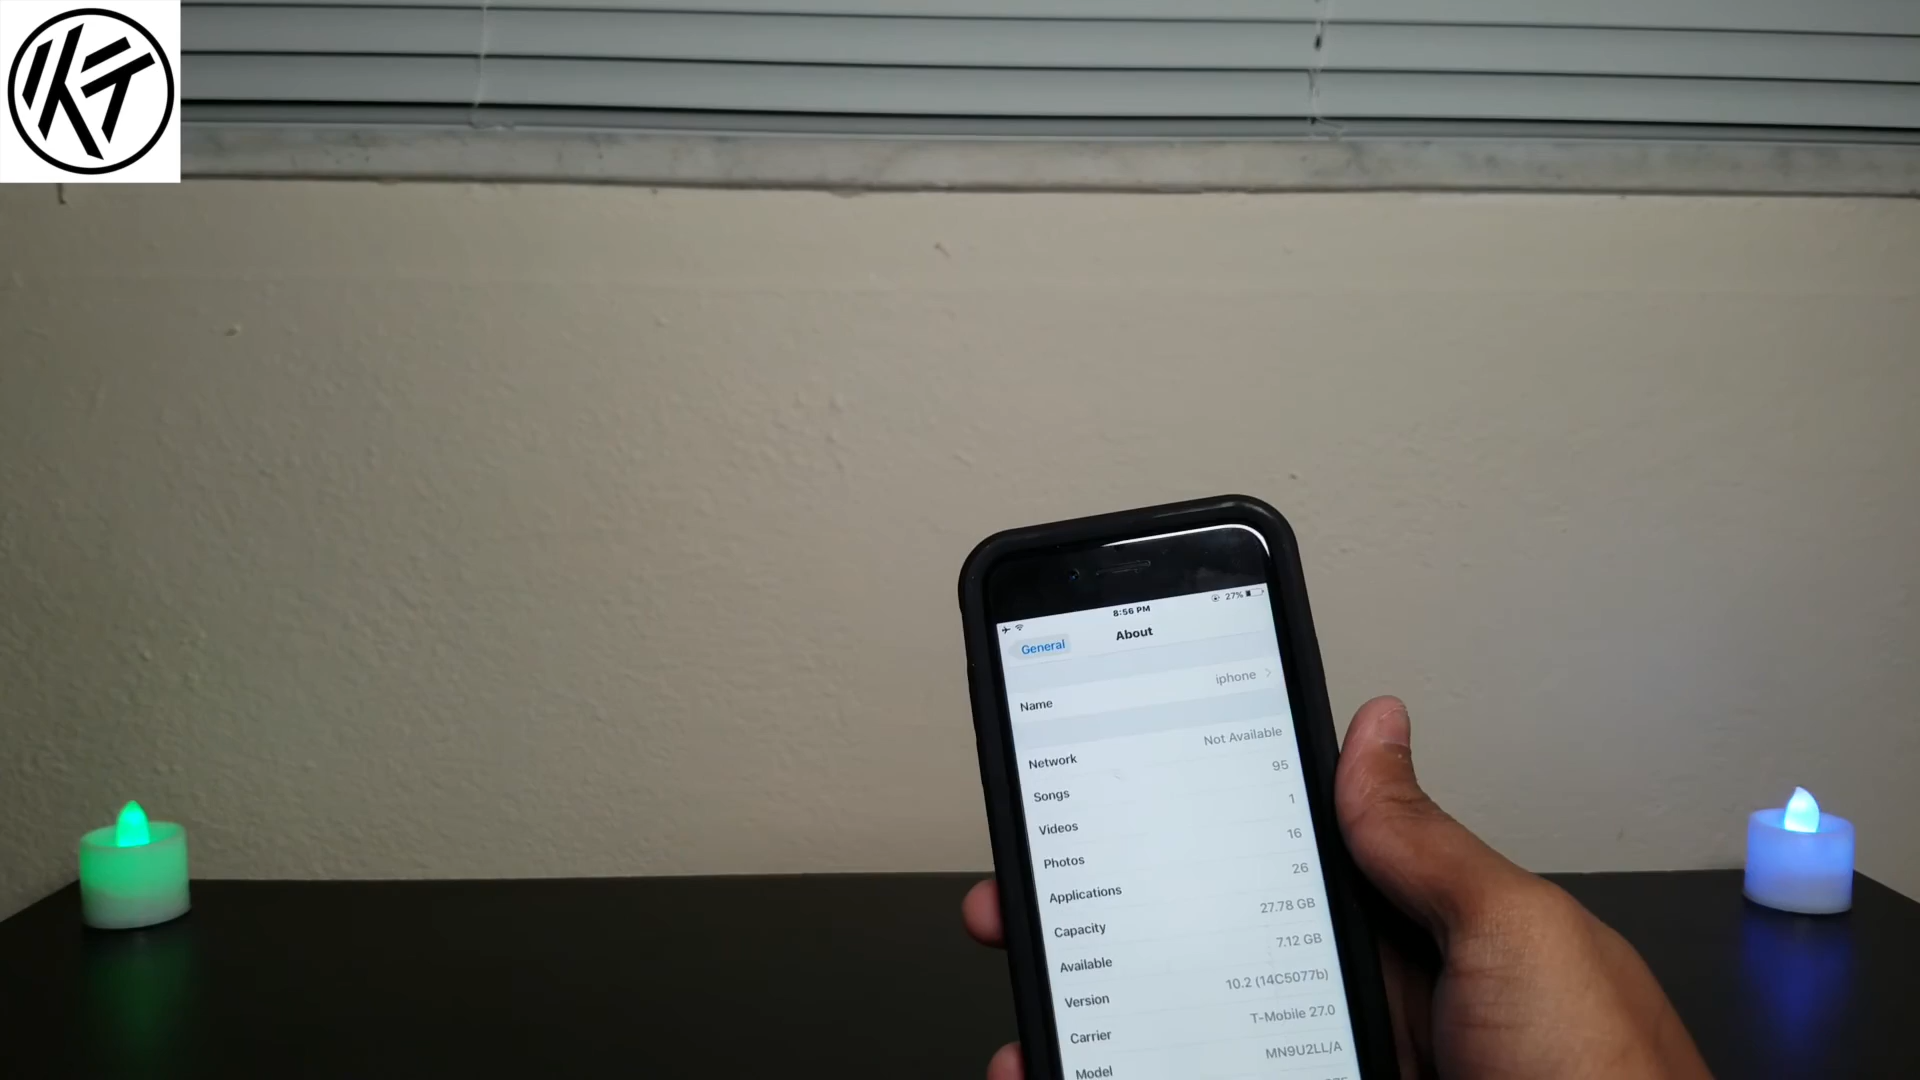 KT
8:56 PM
27%
General
About
Name
iphone
Network
Not Available
Songs
95
Videos
1
Photos
16
Applications
26
Capacity
27.78 GB
Available
7.12 GB
Version
10.2 (14C5077b)
Carrier
T-Mobile 27.0
Model
MN9U2LL/A